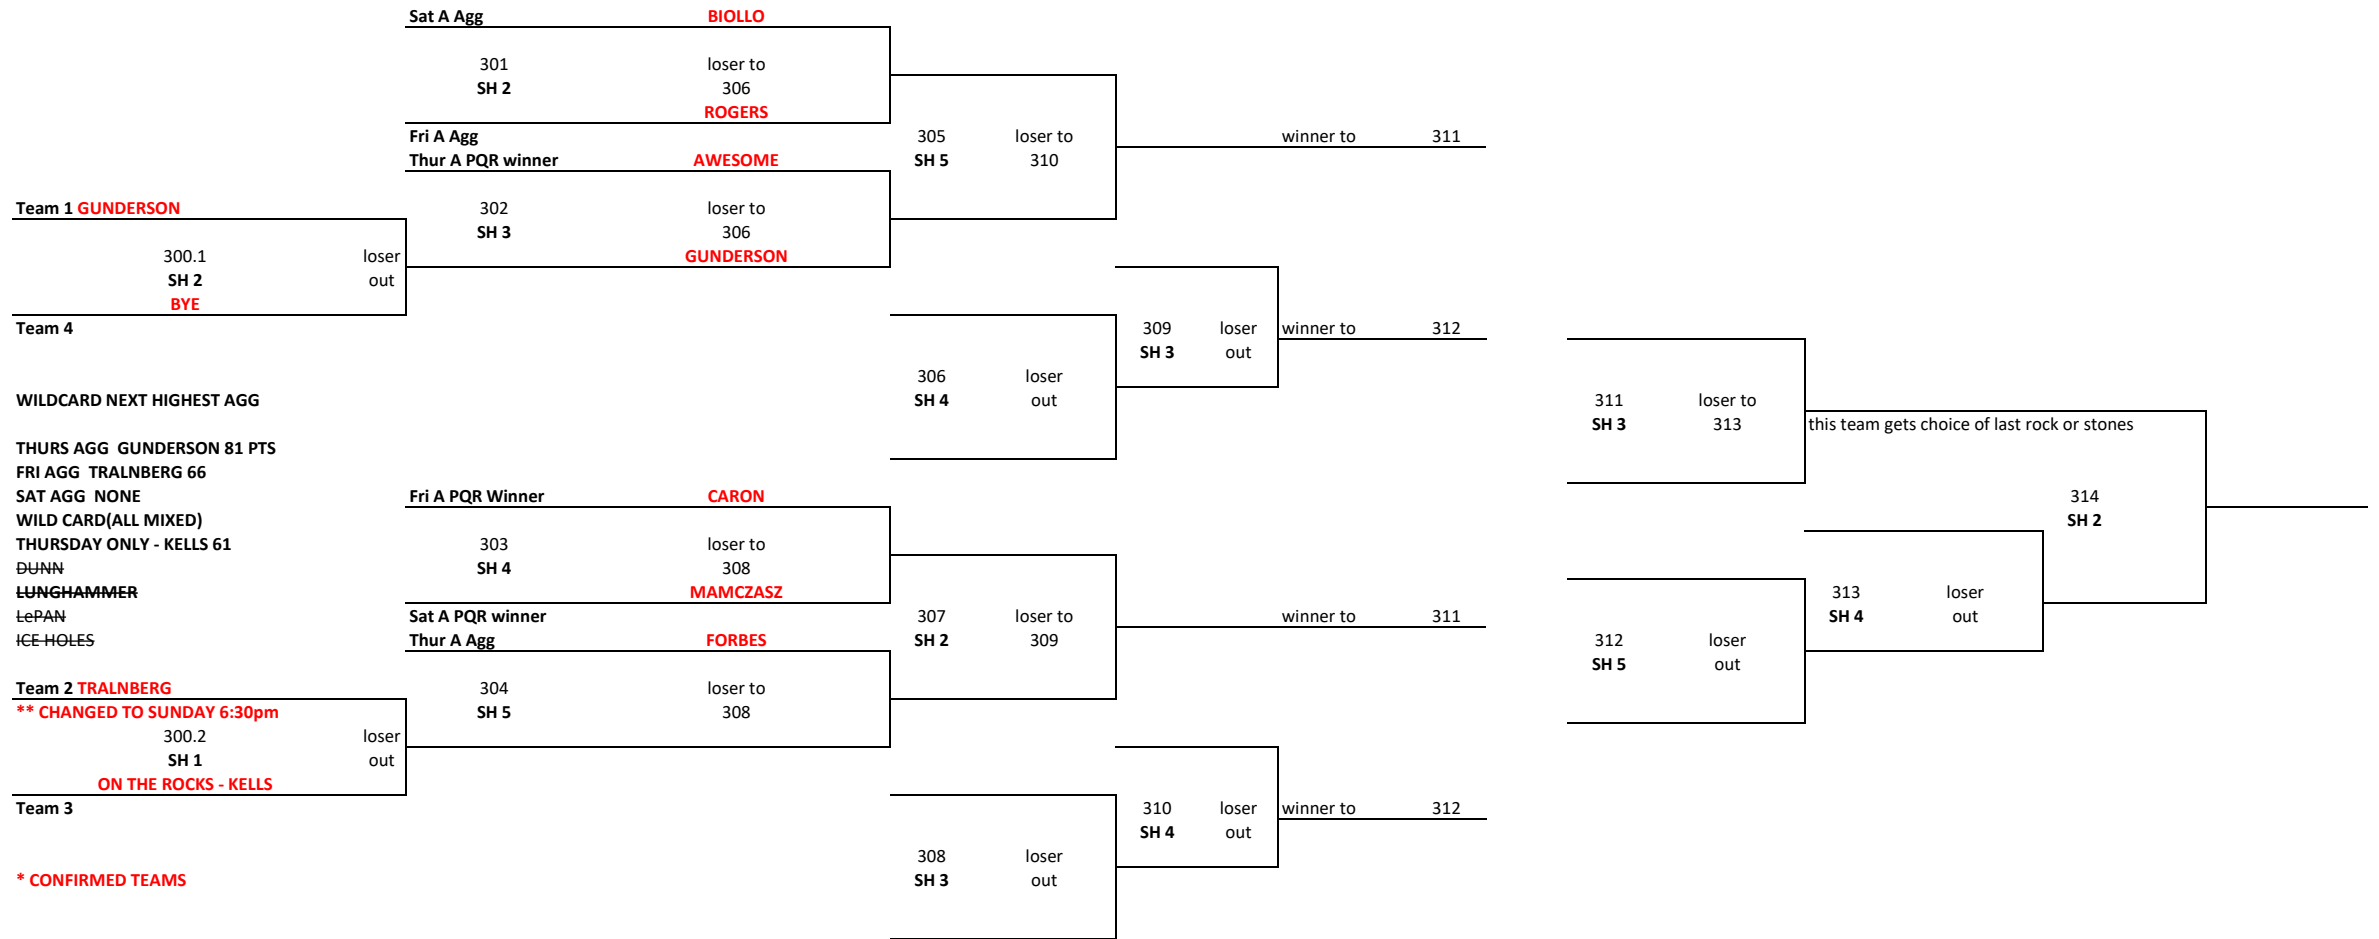 Sat A Agg BIOLLO
301 loser to
SH 2 306
ROGERS
Fri A Agg 305 loser to winner to 311
Thur A PQR winner AWESOME SH 5 310
Team 1 GUNDERSON 302 loser to
SH 3 306
300.1 loser GUNDERSON
SH 2 out
BYE
Team 4 309 loser winner to 312
SH 3 out
306 loser
WILDCARD NEXT HIGHEST AGG SH 4 out 311 loser to
SH 3 313 this team gets choice of last rock or stones
THURS AGG GUNDERSON 81 PTS
FRI AGG TRALNBERG 66
SAT AGG NONE Fri A PQR Winner CARON 314
WILD CARD(ALL MIXED) SH 2
THURSDAY ONLY - KELLS 61 303 loser to
DUNN SH 4 308
LUNGHAMMER MAMCZASZ 313 loser
LePAN Sat A PQR winner 307 loser to winner to 311 SH 4 out
ICE HOLES Thur A Agg FORBES SH 2 309 312 loser
SH 5 out
Team 2 TRALNBERG 304 loser to
** CHANGED TO SUNDAY 6:30pm SH 5 308
300.2 loser
SH 1 out
ON THE ROCKS - KELLS
Team 3 310 loser winner to 312
SH 4 out
308 loser
* CONFIRMED TEAMS SH 3 out